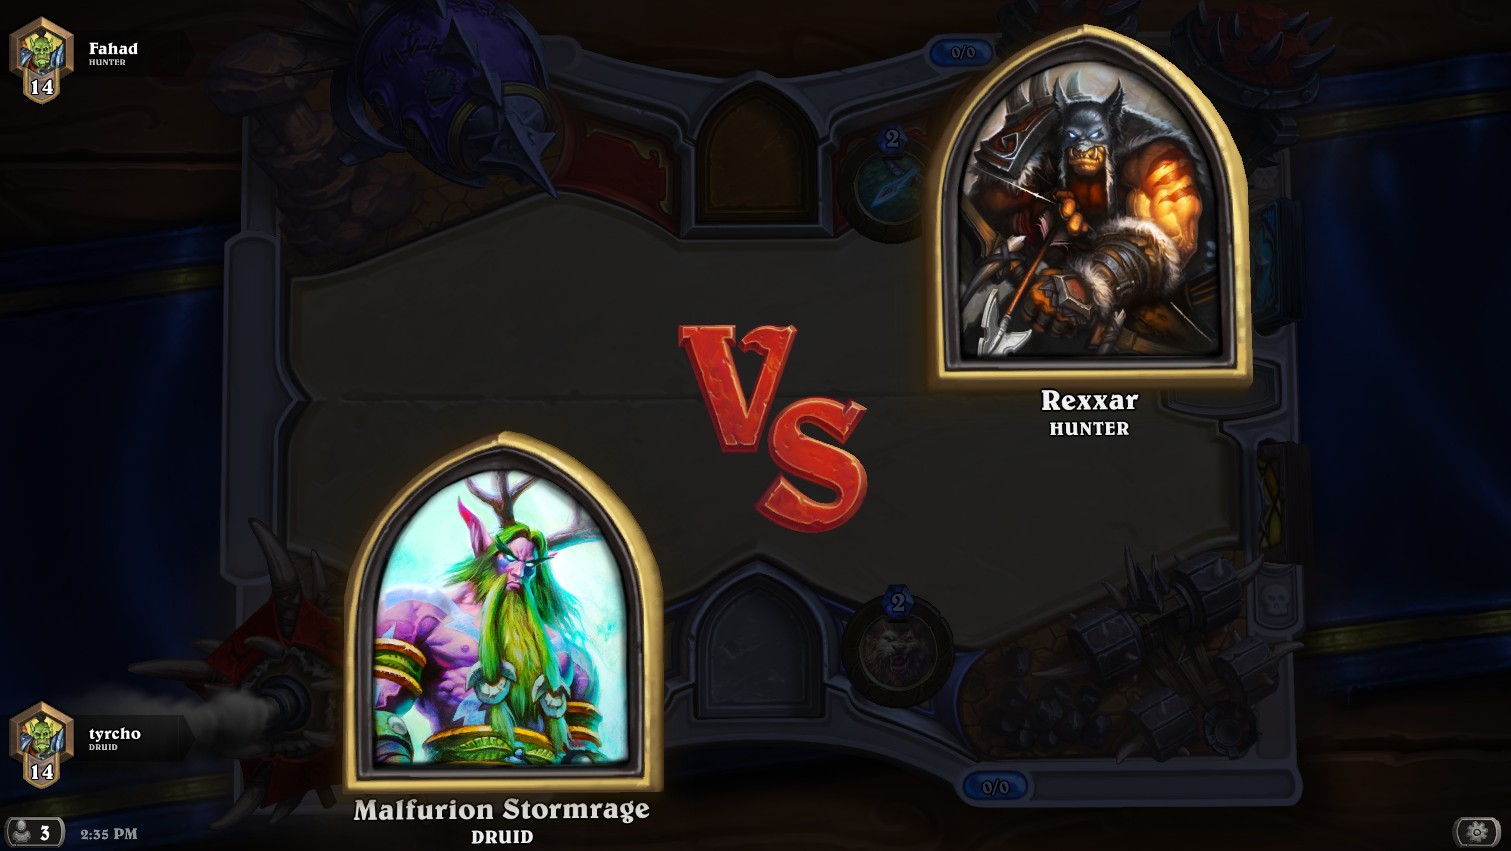 Fahad
HUNTER
14
0/0
2
Rexxar
HUNTER
VS
2
tyrcho
DRUID
14
0/0
Malfurion Stormrage
DRUID
3
2:35 PM